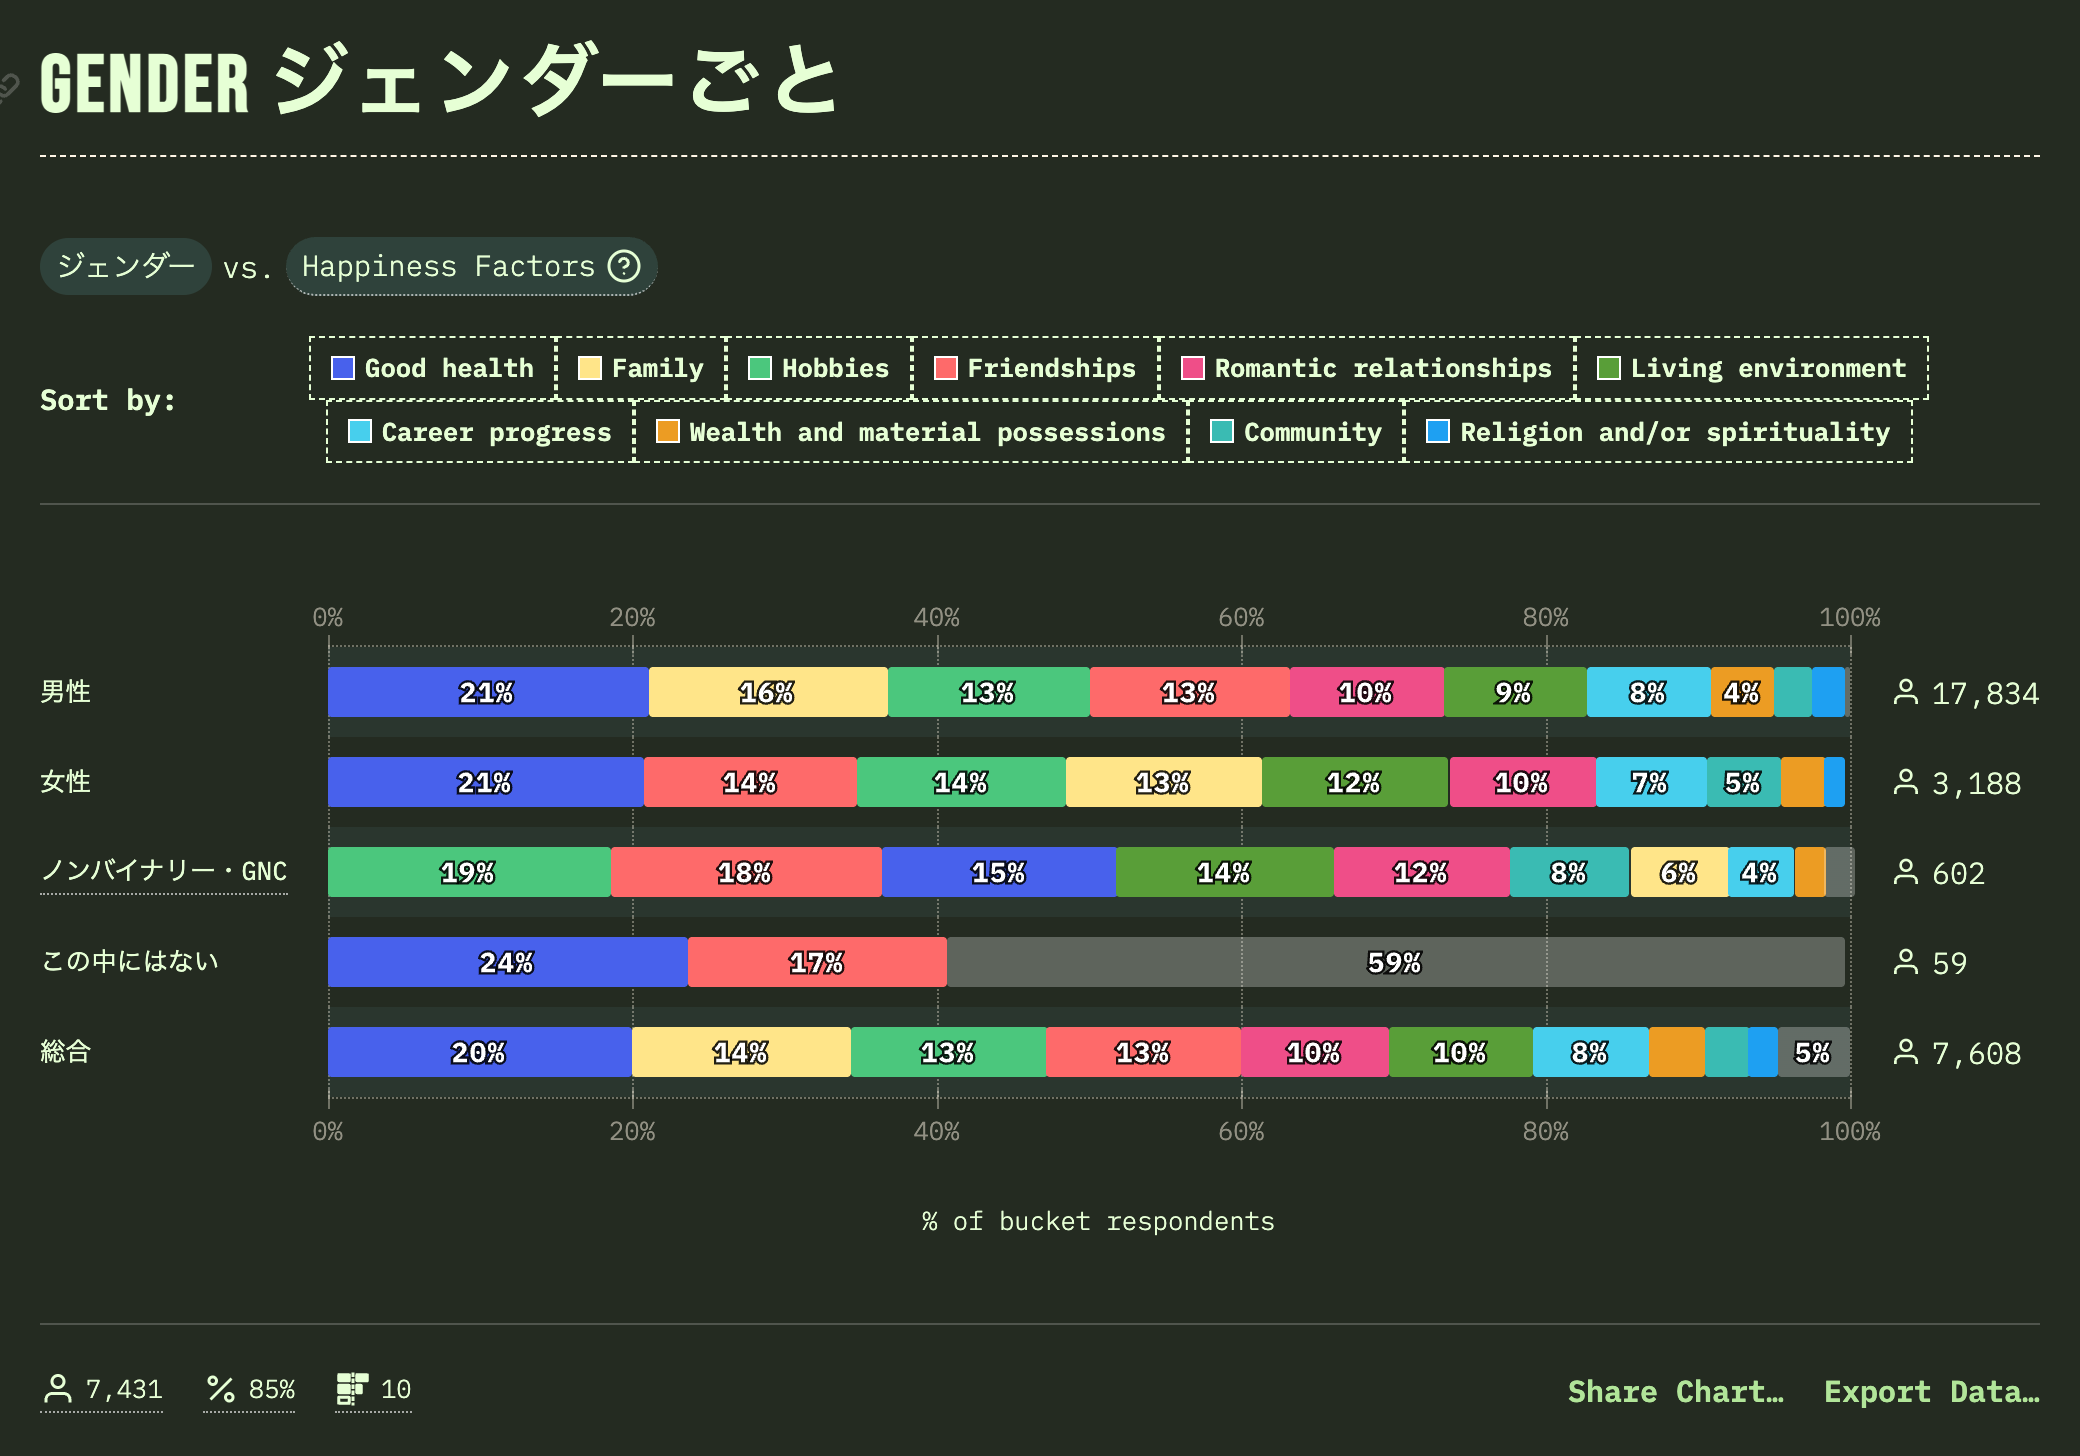 GENDER ジェンダーごと
ジェンダー vs. Happiness Factors ?
Good health Family Hobbies Friendships Romantic relationships Living environment
Sort by:
Career progress Wealth and material possessions Community Religion and/or spirituality
0% 20% 40% 60% 80% 100%
男性 21% 16% 13% 13% 10% 9% 8% 4% 17,834
女性 21% 14% 14% 13% 12% 10% 7% 5% 3,188
ノンバイナリー・GNC 19% 18% 15% 14% 12% 8% 6% 4% 602
この中にはない 24% 17% 59% 59
総合 20% 14% 13% 13% 10% 10% 8% 5% 7,608
0% 20% 40% 60% 80% 100%
% of bucket respondents
7,431 85% 10 Share Chart… Export Data…